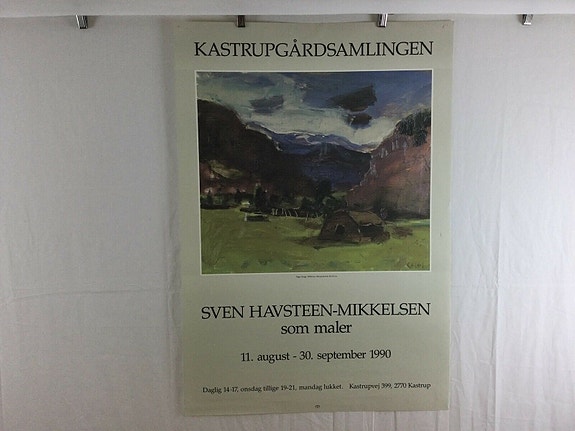 KASTRUPGÅRDSAMLINGEN
SVEN HAVSTEEN-MIKKELSEN
som maler
11. august - 30. september 1990
Daglig 14-17, onsdag tillige 19-21, mandag lukket. Kastrupvej 399, 2770 Kastrup